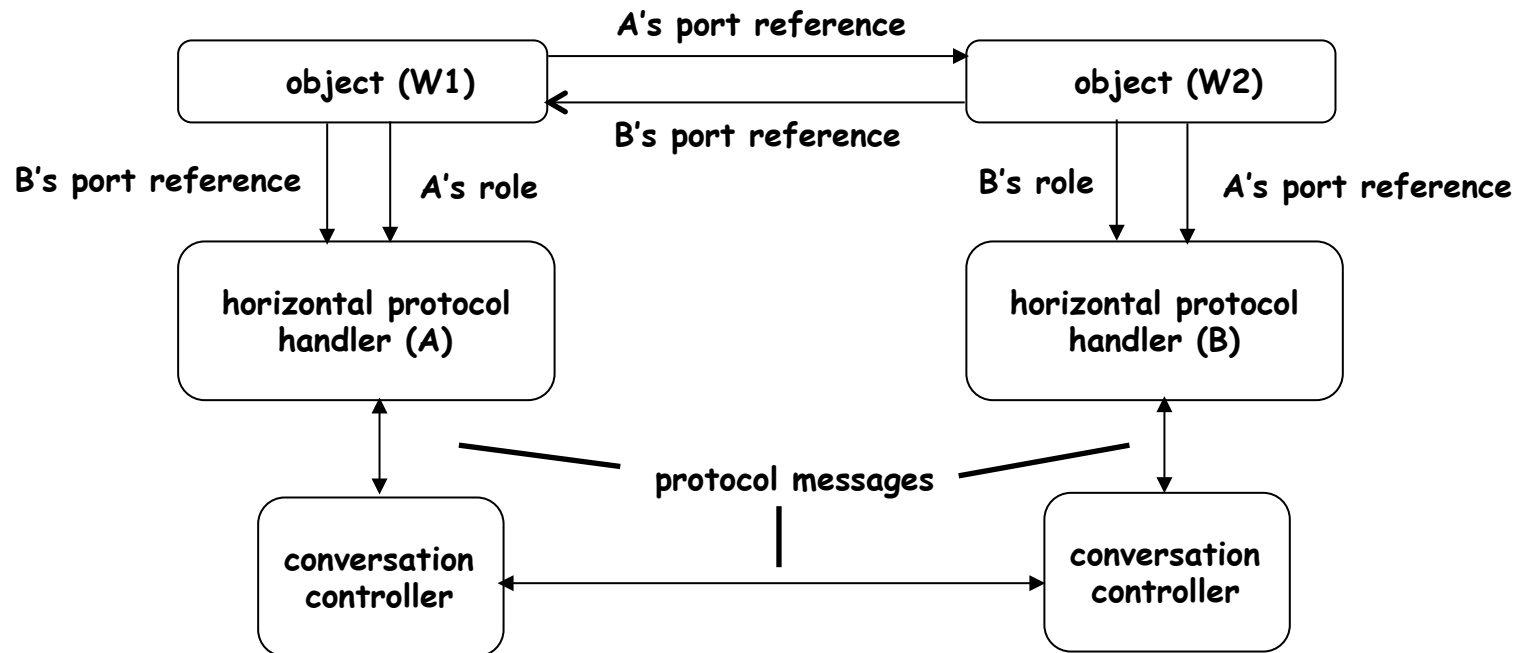 A's port reference
object (W1)
object (W2)
B's port reference
B's port reference
A's role
B's role
A's port reference
horizontal protocol
handler (A)
horizontal protocol
handler (B)
protocol messages
conversation
controller
conversation
controller